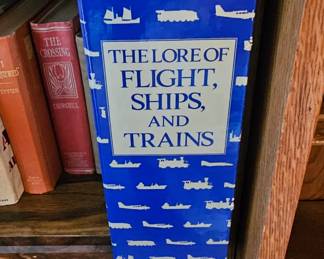 THE
CROSSING
CHURCHILL
THE LORE OF
FLIGHT,
SHIPS,
AND
TRAINS